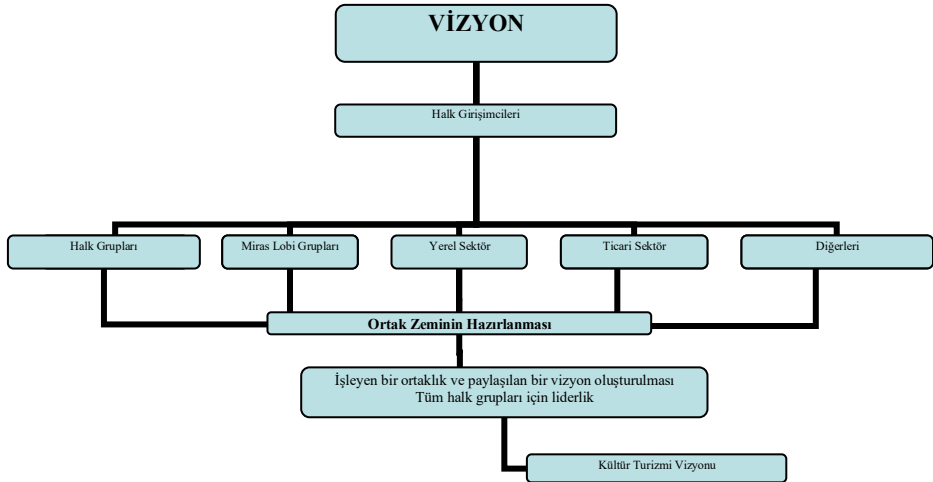 VİZYON
Halk Girişimcileri
Halk Grupları
Miras Lobi Grupları
Yerel Sektör
Ticari Sektör
Diğerleri
Ortak Zeminin Hazırlanması
İşleyen bir ortaklık ve paylaşılan bir vizyon oluşturulması
Tüm halk grupları için liderlik
Kültür Turizmi Vizyonu